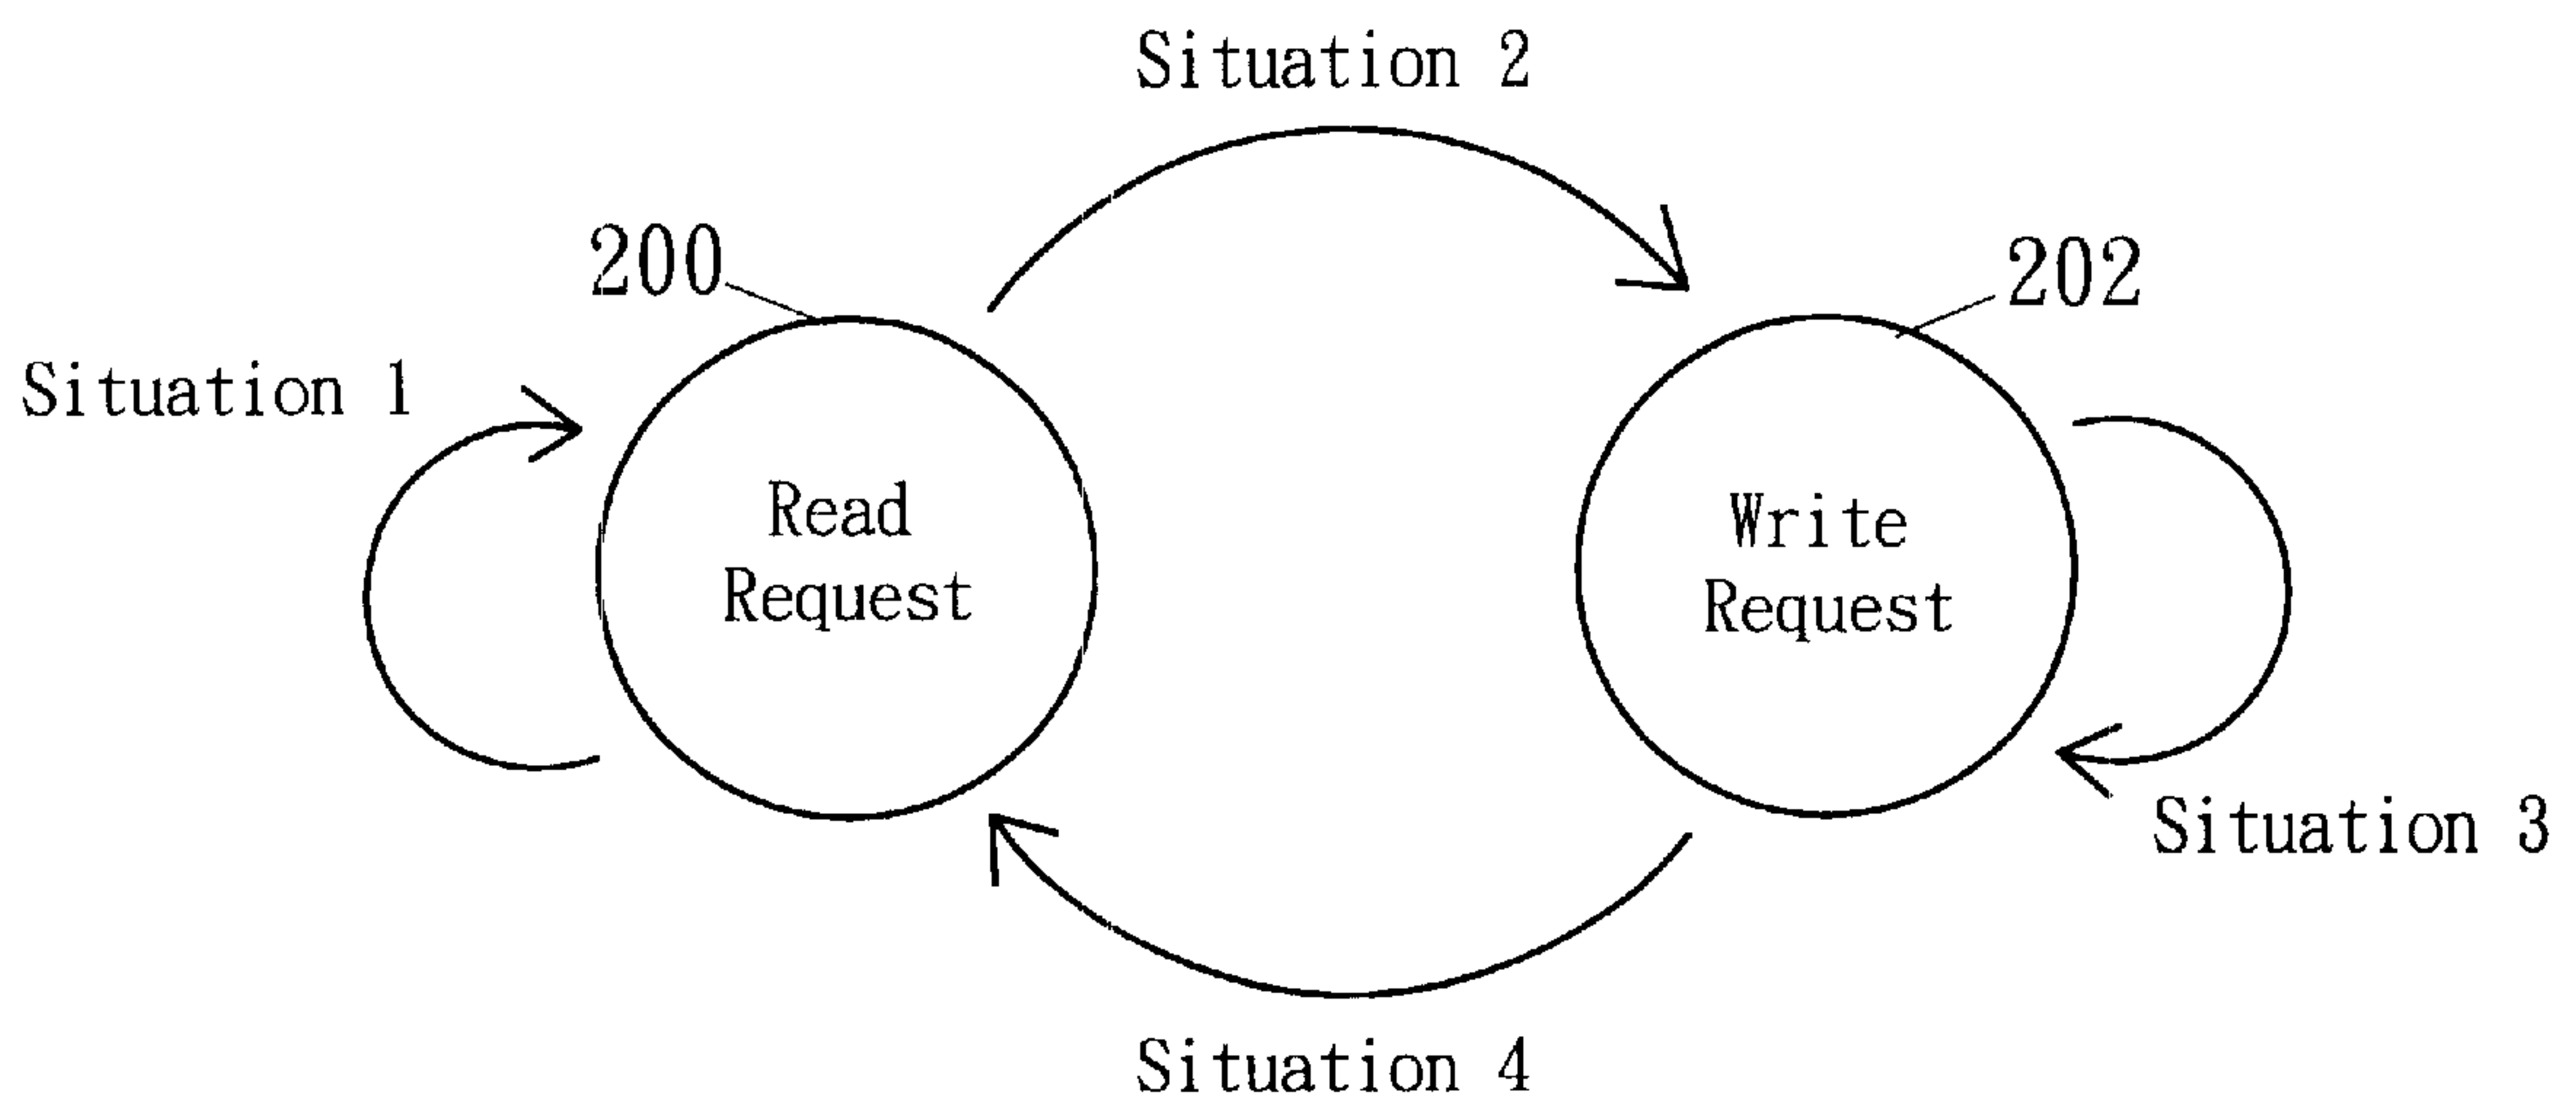 Situation 2
200
202
Situation 1
Read
Request
Write
Request
Situation 3
Situation 4